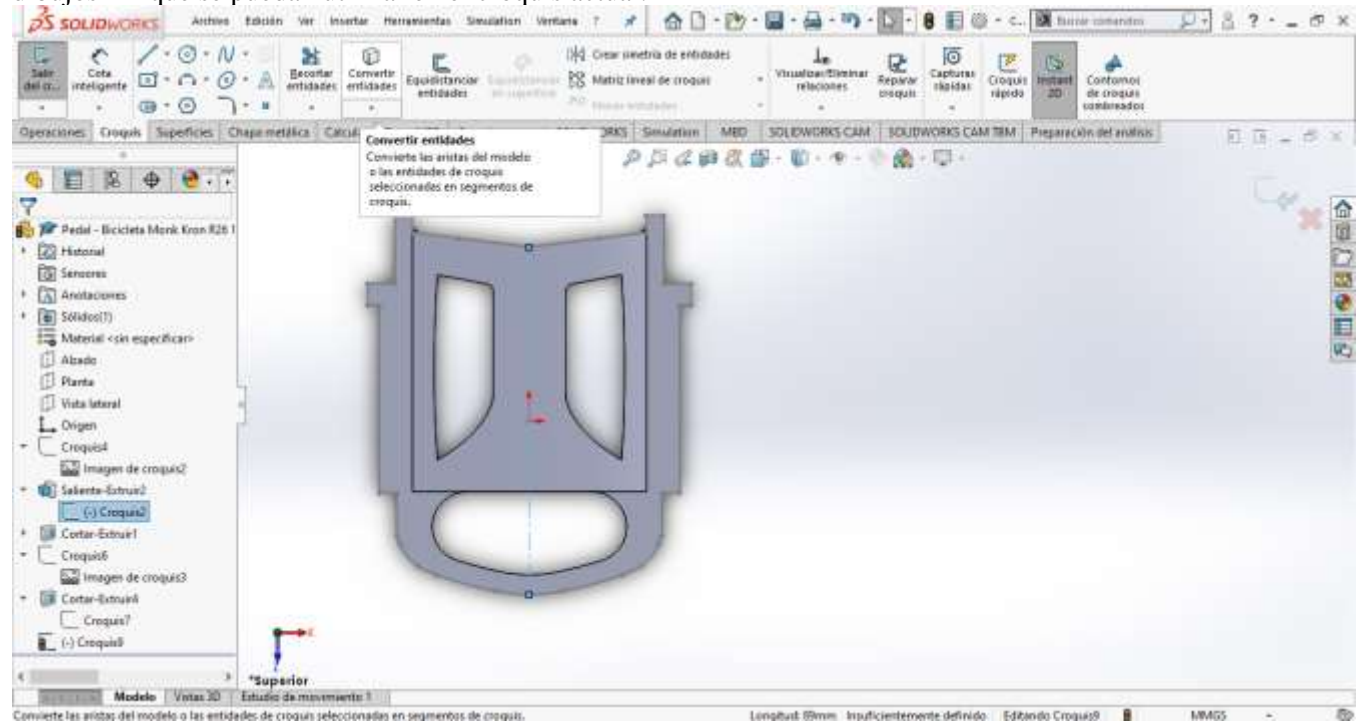 SOLIDWORKS
Archivo Edición Ver Insertar Herramientas Simulation Ventana ?
Buscar comandos
Salir del cr...
Cota inteligente
Recortar entidades
Convertir entidades
Equidistanciar entidades
Crear simetría de entidades
Matriz lineal de croquis
Visualizar/Eliminar relaciones
Reparar croquis
Capturas rápidas
Croquis rápido
Instant 2D
Contornos de croquis sombreados
Operaciones Croquis Superficies Chapa metálica
Simulation MBD SOLIDWORKS CAM SOLIDWORKS CAM TBM Preparación del análisis
Convertir entidades
Convierte las aristas del modelo
o las entidades de croquis
seleccionadas en segmentos de
croquis.
Pedal - Bicicleta Monk Kron R26 1
Historial
Sensores
Anotaciones
Sólidos(1)
Material <sin especificar>
Alzado
Planta
Vista lateral
Origen
Croquis4
Imagen de croquis2
Saliente-Extruir2
(-) Croquis2
Cortar-Extruir1
Croquis6
Imagen de croquis3
Cortar-Extruir4
Croquis7
(-) Croquis9
*Superior
Modelo Vistas 3D Estudio de movimiento 1
Convierte las aristas del modelo o las entidades de croquis seleccionadas en segmentos de croquis.
Longitud: 89mm Insuficientemente definido Editando Croquis9 MMGS